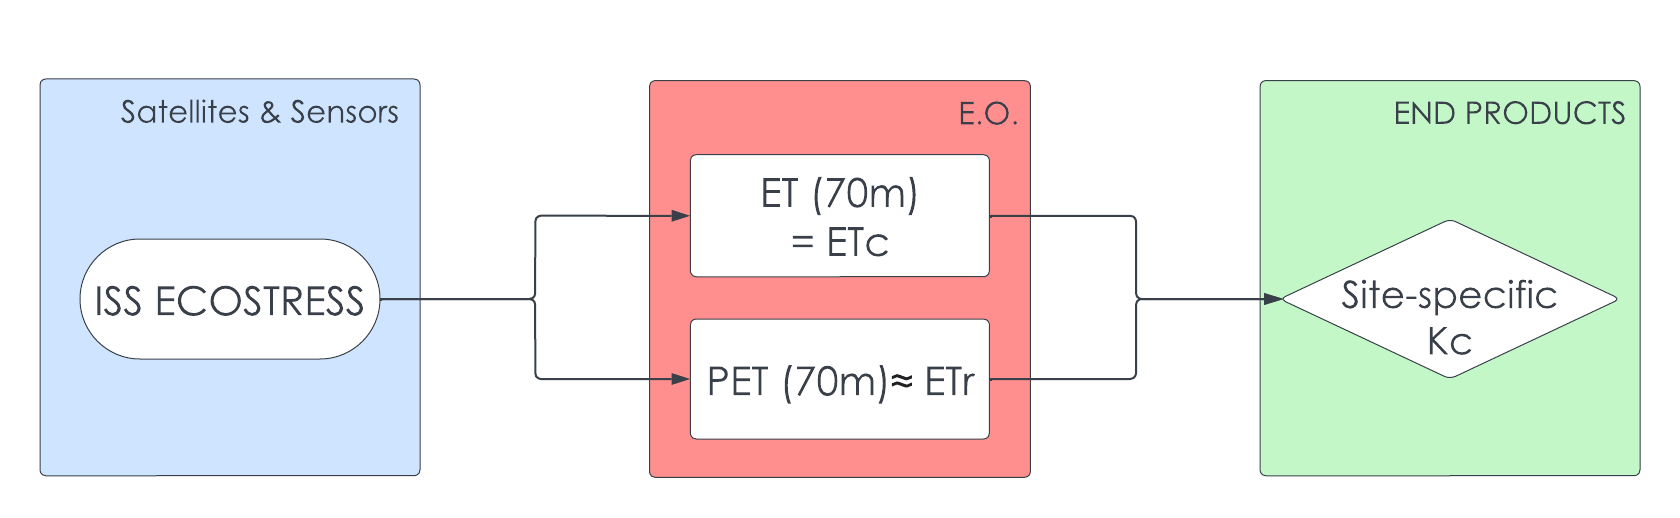 Satellites & Sensors
ISS ECOSTRESS
E.O.
ET (70m)
= ETc
PET (70m)≈ ETr
END PRODUCTS
Site-specific
Kc